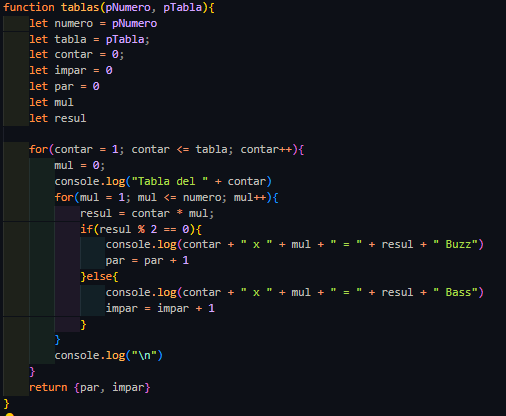 function tablas(pNumero, pTabla){
    let numero = pNumero
    let tabla = pTabla;
    let contar = 0;
    let impar = 0
    let par = 0
    let mul
    let resul

    for(contar = 1; contar <= tabla; contar++){
        mul = 0;
        console.log("Tabla del " + contar)
        for(mul = 1; mul <= numero; mul++){
            resul = contar * mul;
            if(resul % 2 == 0){
                console.log(contar + " x " + mul + " = " + resul + " Buzz")
                par = par + 1
            }else{
                console.log(contar + " x " + mul + " = " + resul + " Bass")
                impar = impar + 1
            }
        }
        console.log("\n")
    }
    return {par, impar}
}